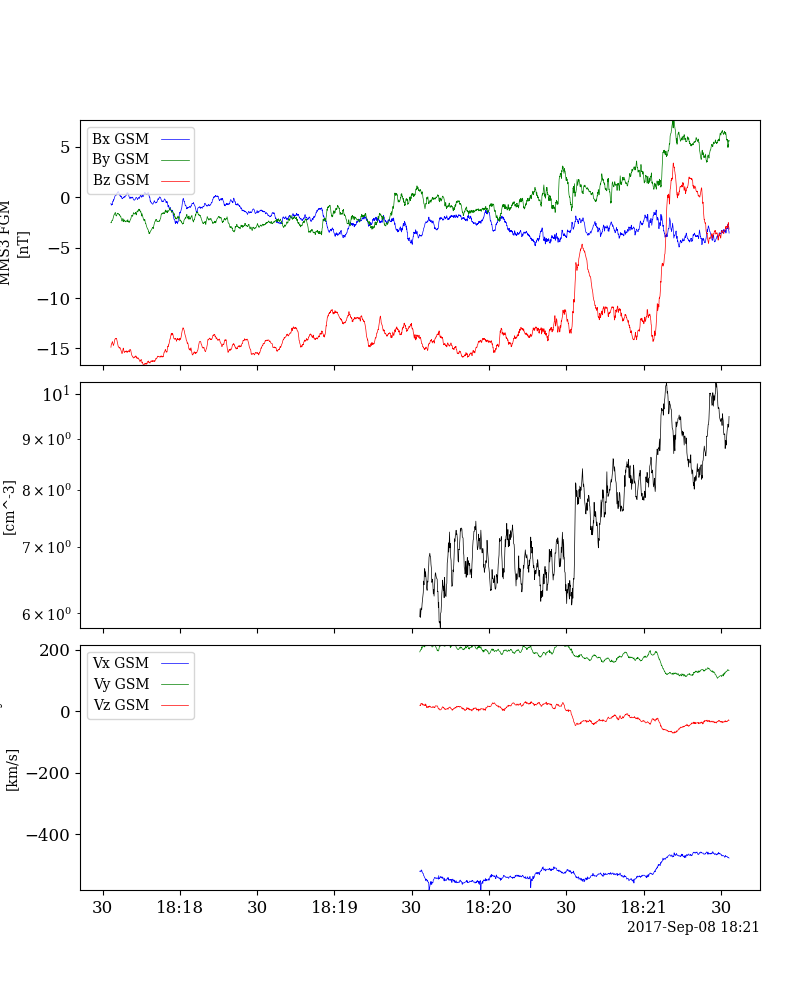 Bx GSM
By GSM
Bz GSM
5
0
−5
−10
−15
MMS3 FGM
[nT]
10¹
9 × 10⁰
8 × 10⁰
7 × 10⁰
6 × 10⁰
[cm^-3]
Vx GSM
Vy GSM
Vz GSM
200
0
−200
−400
[km/s]
30 18:18 30 18:19 30 18:20 30 18:21 30
2017-Sep-08 18:21